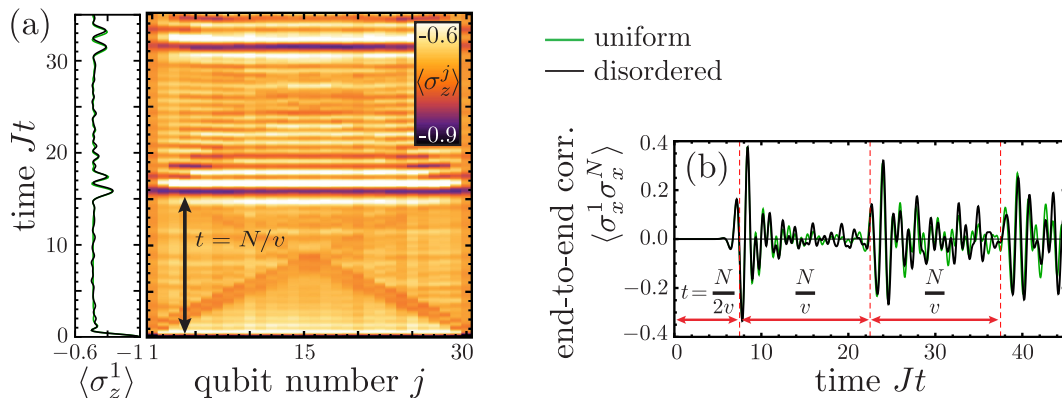 (a)
30
20
10
0
time Jt
−0.6 −1
⟨σ_z^1⟩
-0.6
⟨σ_z^j⟩
-0.9
t = N/v
1 15 30
qubit number j
uniform
disordered
(b)
end-to-end corr.
⟨σ_x^1 σ_x^N⟩
0.4
0.2
0.0
−0.2
−0.4
t = N/2v
N/v
N/v
0 10 20 30 40
time Jt